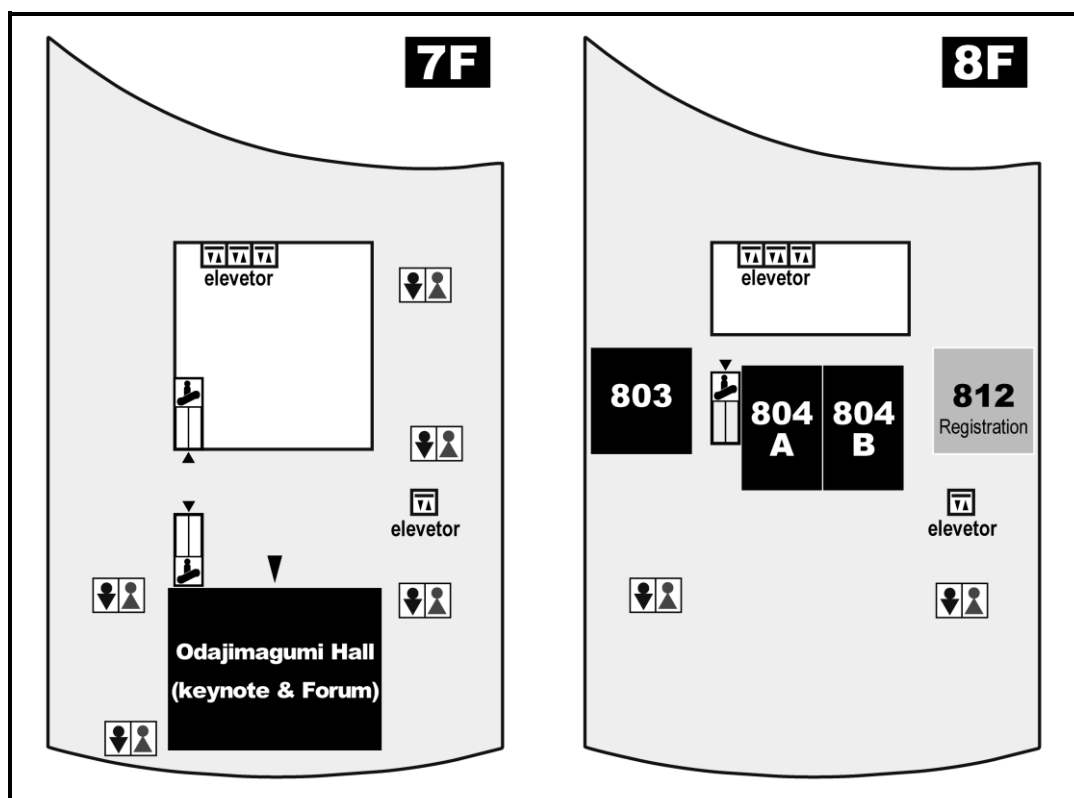 7F
elevetor
elevetor
Odajimagumi Hall
(keynote & Forum)
8F
elevetor
803
804
A
804
B
812
Registration
elevetor